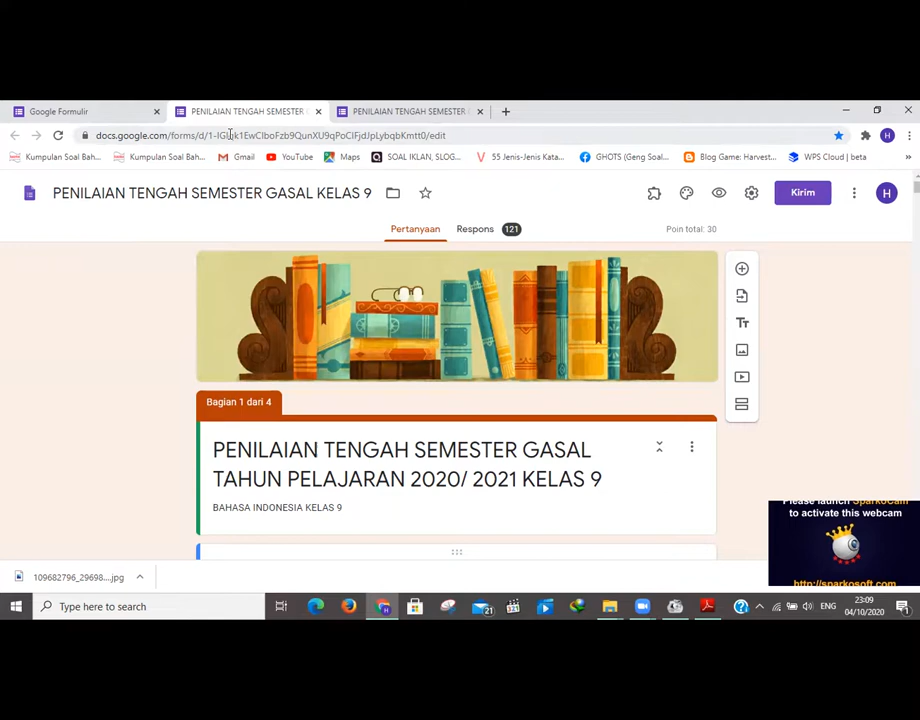 Google Formulir
PENILAIAN TENGAH SEMESTER
PENILAIAN TENGAH SEMESTER
Kumpulan Soal Bah...
Kumpulan Soal Bah...
Gmail
YouTube
Maps
SOAL IKLAN, SLOG...
55 Jenis-Jenis Kata...
GHOTS (Geng Soal...
Blog Game: Harvest...
WPS Cloud | beta
PENILAIAN TENGAH SEMESTER GASAL KELAS 9
Kirim
H
Pertanyaan
Respons 121
Poin total: 30
Bagian 1 dari 4
PENILAIAN TENGAH SEMESTER GASAL
TAHUN PELAJARAN 2020/ 2021 KELAS 9
BAHASA INDONESIA KELAS 9
Please launch SparkoCam
to activate this webcam
http://sparkosoft.com
109682796_29698....jpg
Type here to search
21
ENG
23:09
04/10/2020